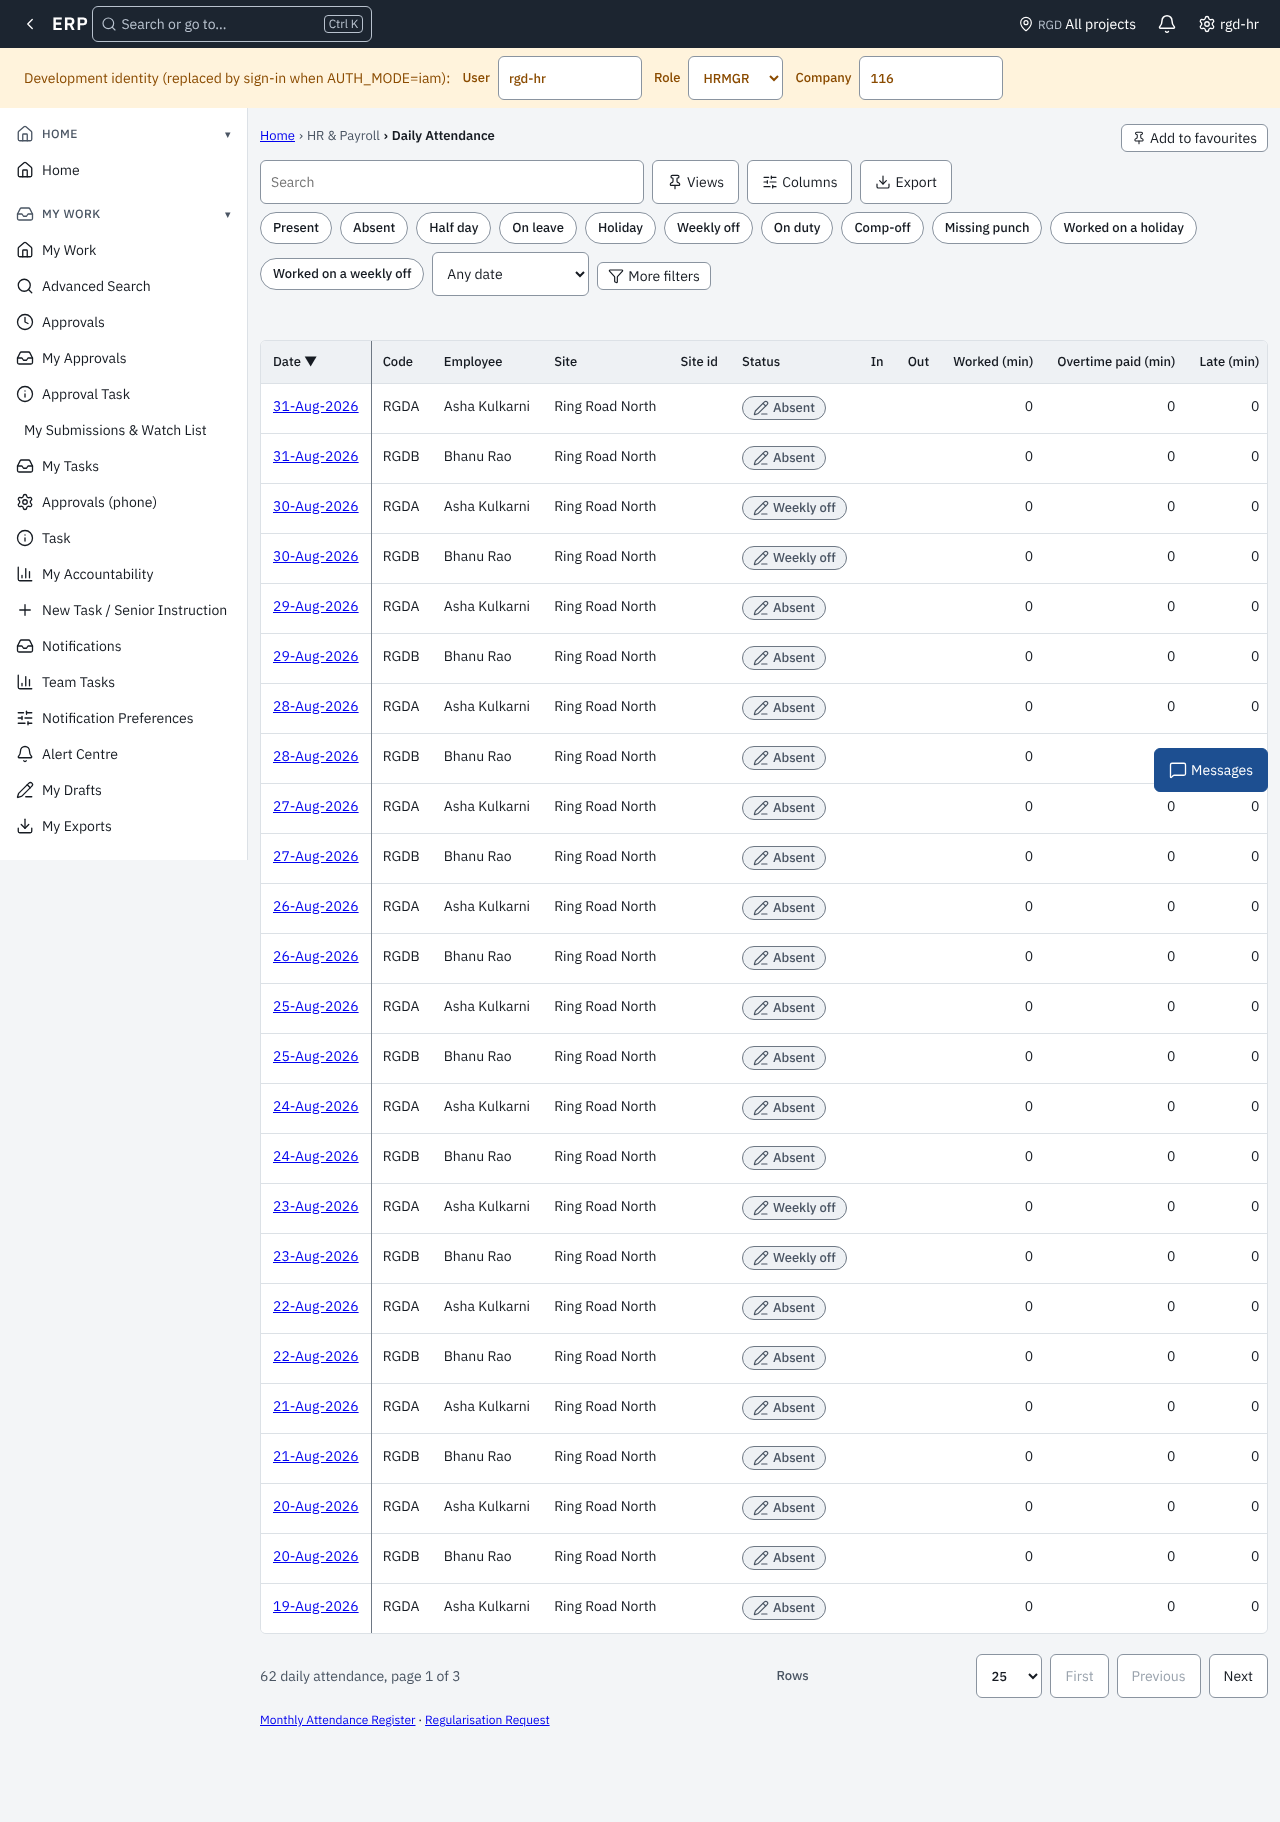 ERP Search or go to... Ctrl K RGD All projects rgd-hr
Development identity (replaced by sign-in when AUTH_MODE=iam): User rgd-hr Role HRMGR Company 116
HOME
Home
MY WORK
My Work
Advanced Search
Approvals
My Approvals
Approval Task
My Submissions & Watch List
My Tasks
Approvals (phone)
Task
My Accountability
New Task / Senior Instruction
Notifications
Team Tasks
Notification Preferences
Alert Centre
My Drafts
My Exports
Home › HR & Payroll › Daily Attendance Add to favourites
Search Views Columns Export
Present Absent Half day On leave Holiday Weekly off On duty Comp-off Missing punch Worked on a holiday
Worked on a weekly off Any date More filters
Date ▼ Code Employee Site Site id Status In Out Worked (min) Overtime paid (min) Late (min)
31-Aug-2026 RGDA Asha Kulkarni Ring Road North Absent 0 0 0
31-Aug-2026 RGDB Bhanu Rao Ring Road North Absent 0 0 0
30-Aug-2026 RGDA Asha Kulkarni Ring Road North Weekly off 0 0 0
30-Aug-2026 RGDB Bhanu Rao Ring Road North Weekly off 0 0 0
29-Aug-2026 RGDA Asha Kulkarni Ring Road North Absent 0 0 0
29-Aug-2026 RGDB Bhanu Rao Ring Road North Absent 0 0 0
28-Aug-2026 RGDA Asha Kulkarni Ring Road North Absent 0 0 0
28-Aug-2026 RGDB Bhanu Rao Ring Road North Absent 0
Messages
27-Aug-2026 RGDA Asha Kulkarni Ring Road North Absent 0 0 0
27-Aug-2026 RGDB Bhanu Rao Ring Road North Absent 0 0 0
26-Aug-2026 RGDA Asha Kulkarni Ring Road North Absent 0 0 0
26-Aug-2026 RGDB Bhanu Rao Ring Road North Absent 0 0 0
25-Aug-2026 RGDA Asha Kulkarni Ring Road North Absent 0 0 0
25-Aug-2026 RGDB Bhanu Rao Ring Road North Absent 0 0 0
24-Aug-2026 RGDA Asha Kulkarni Ring Road North Absent 0 0 0
24-Aug-2026 RGDB Bhanu Rao Ring Road North Absent 0 0 0
23-Aug-2026 RGDA Asha Kulkarni Ring Road North Weekly off 0 0 0
23-Aug-2026 RGDB Bhanu Rao Ring Road North Weekly off 0 0 0
22-Aug-2026 RGDA Asha Kulkarni Ring Road North Absent 0 0 0
22-Aug-2026 RGDB Bhanu Rao Ring Road North Absent 0 0 0
21-Aug-2026 RGDA Asha Kulkarni Ring Road North Absent 0 0 0
21-Aug-2026 RGDB Bhanu Rao Ring Road North Absent 0 0 0
20-Aug-2026 RGDA Asha Kulkarni Ring Road North Absent 0 0 0
20-Aug-2026 RGDB Bhanu Rao Ring Road North Absent 0 0 0
19-Aug-2026 RGDA Asha Kulkarni Ring Road North Absent 0 0 0
62 daily attendance, page 1 of 3 Rows 25 First Previous Next
Monthly Attendance Register · Regularisation Request